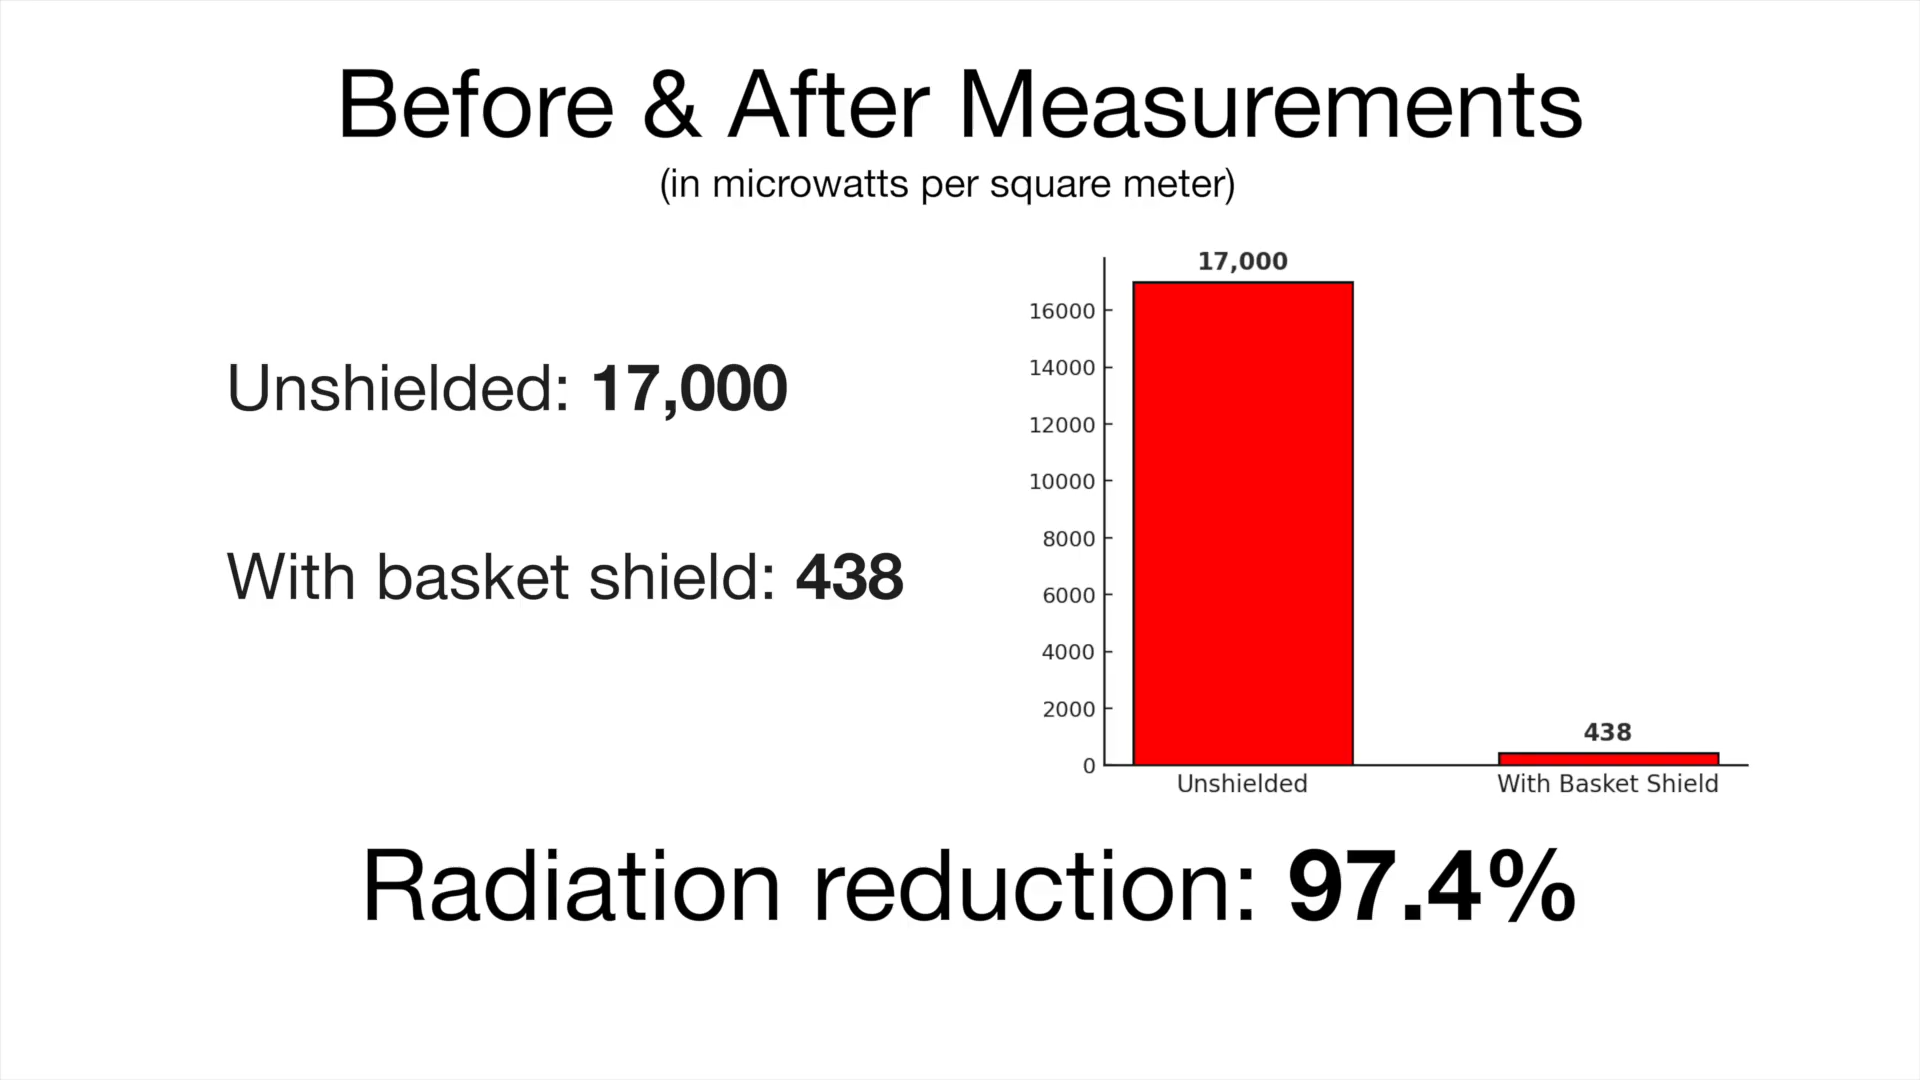 Before & After Measurements
(in microwatts per square meter)
Unshielded: 17,000
With basket shield: 438
17,000
16000
14000
12000
10000
8000
6000
4000
2000
0
438
Unshielded
With Basket Shield
Radiation reduction: 97.4%